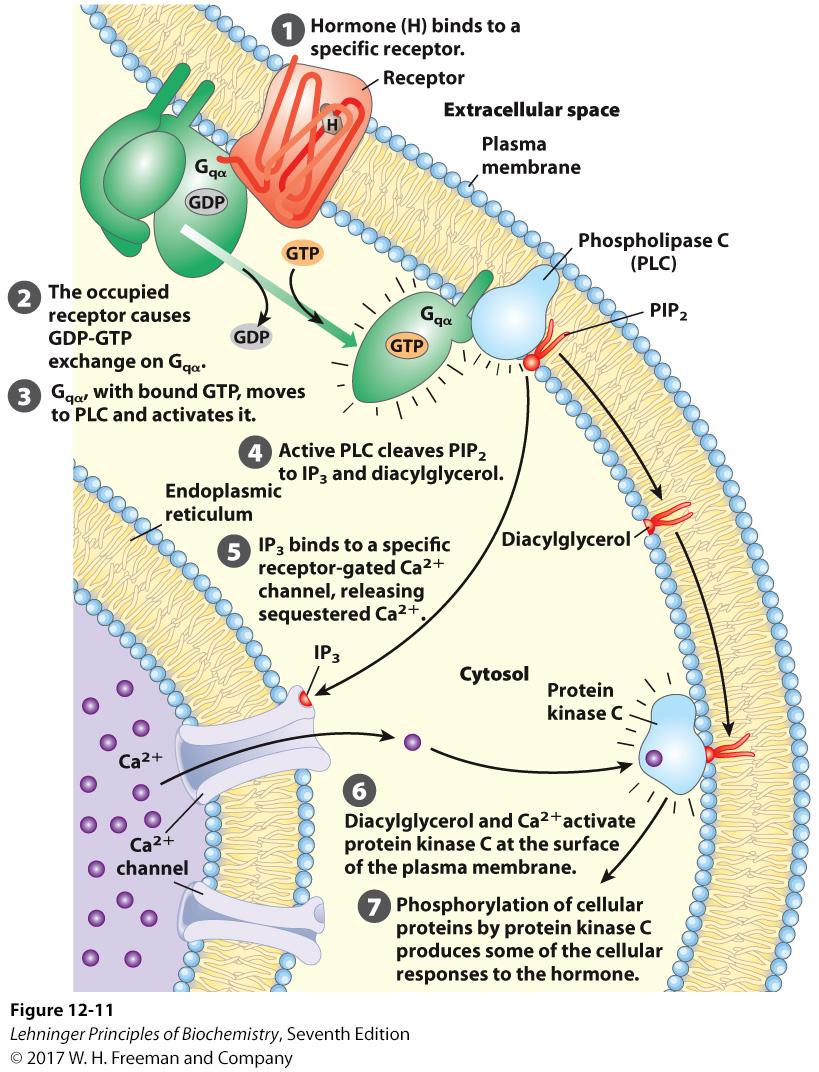 1 Hormone (H) binds to a
specific receptor.
Receptor
H
Extracellular space
Plasma
membrane
Gqα
GDP
GTP
Phospholipase C
(PLC)
2 The occupied
receptor causes
GDP-GTP
exchange on Gqα.
GDP
Gqα
GTP
PIP2
3 Gqα, with bound GTP, moves
to PLC and activates it.
4 Active PLC cleaves PIP2
to IP3 and diacylglycerol.
Endoplasmic
reticulum
Diacylglycerol
5 IP3 binds to a specific
receptor-gated Ca2+
channel, releasing
sequestered Ca2+.
IP3
Cytosol
Protein
kinase C
Ca2+
Ca2+
channel
6
Diacylglycerol and Ca2+ activate
protein kinase C at the surface
of the plasma membrane.
7 Phosphorylation of cellular
proteins by protein kinase C
produces some of the cellular
responses to the hormone.
Figure 12-11
Lehninger Principles of Biochemistry, Seventh Edition
© 2017 W. H. Freeman and Company